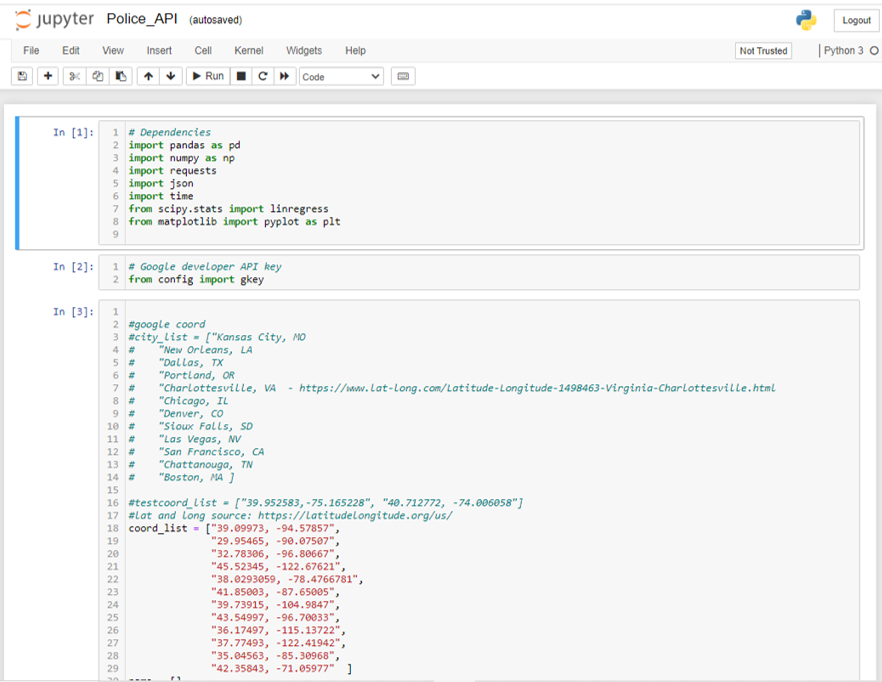 jupyter Police_API (autosaved)
Logout
File Edit View Insert Cell Kernel Widgets Help
Not Trusted
Python 3
Run
Code
In [1]:
1 # Dependencies
2 import pandas as pd
3 import numpy as np
4 import requests
5 import json
6 import time
7 from scipy.stats import linregress
8 from matplotlib import pyplot as plt
9
In [2]:
1 # Google developer API key
2 from config import gkey
In [3]:
1
2 #google coord
3 #city_list = ["Kansas City, MO
4 #    "New Orleans, LA
5 #    "Dallas, TX
6 #    "Portland, OR
7 #    "Charlottesville, VA  - https://www.lat-long.com/Latitude-Longitude-1498463-Virginia-Charlottesville.html
8 #    "Chicago, IL
9 #    "Denver, CO
10 #    "Sioux Falls, SD
11 #    "Las Vegas, NV
12 #    "San Francisco, CA
13 #    "Chattanouga, TN
14 #    "Boston, MA ]
15
16 #testcoord_list = ["39.952583,-75.165228", "40.712772, -74.006058"]
17 #lat and long source: https://latitudelongitude.org/us/
18 coord_list = ["39.09973, -94.57857",
19 "29.95465, -90.07507",
20 "32.78306, -96.80667",
21 "45.52345, -122.67621",
22 "38.0293059, -78.4766781",
23 "41.85003, -87.65005",
24 "39.73915, -104.9847",
25 "43.54997, -96.70033",
26 "36.17497, -115.13722",
27 "37.77493, -122.41942",
28 "35.04563, -85.30968",
29 "42.35843, -71.05977"  ]